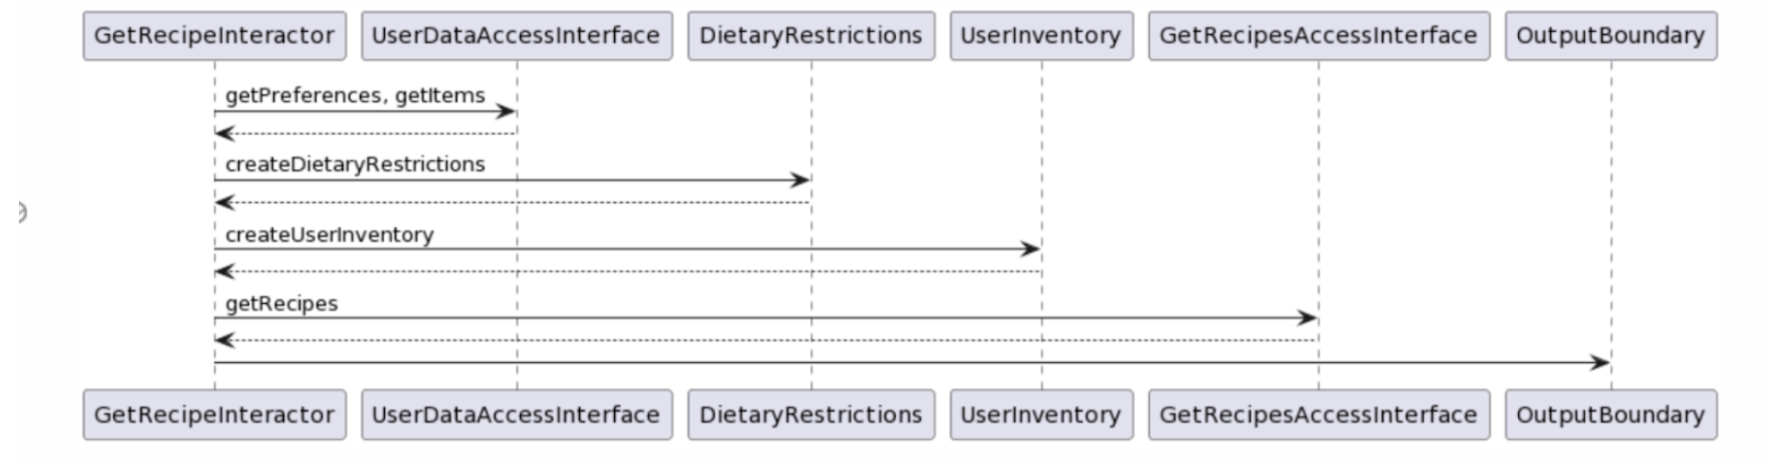 GetRecipeInteractor UserDataAccessInterface DietaryRestrictions UserInventory GetRecipesAccessInterface OutputBoundary
getPreferences, getItems
createDietaryRestrictions
createUserInventory
getRecipes
GetRecipeInteractor UserDataAccessInterface DietaryRestrictions UserInventory GetRecipesAccessInterface OutputBoundary